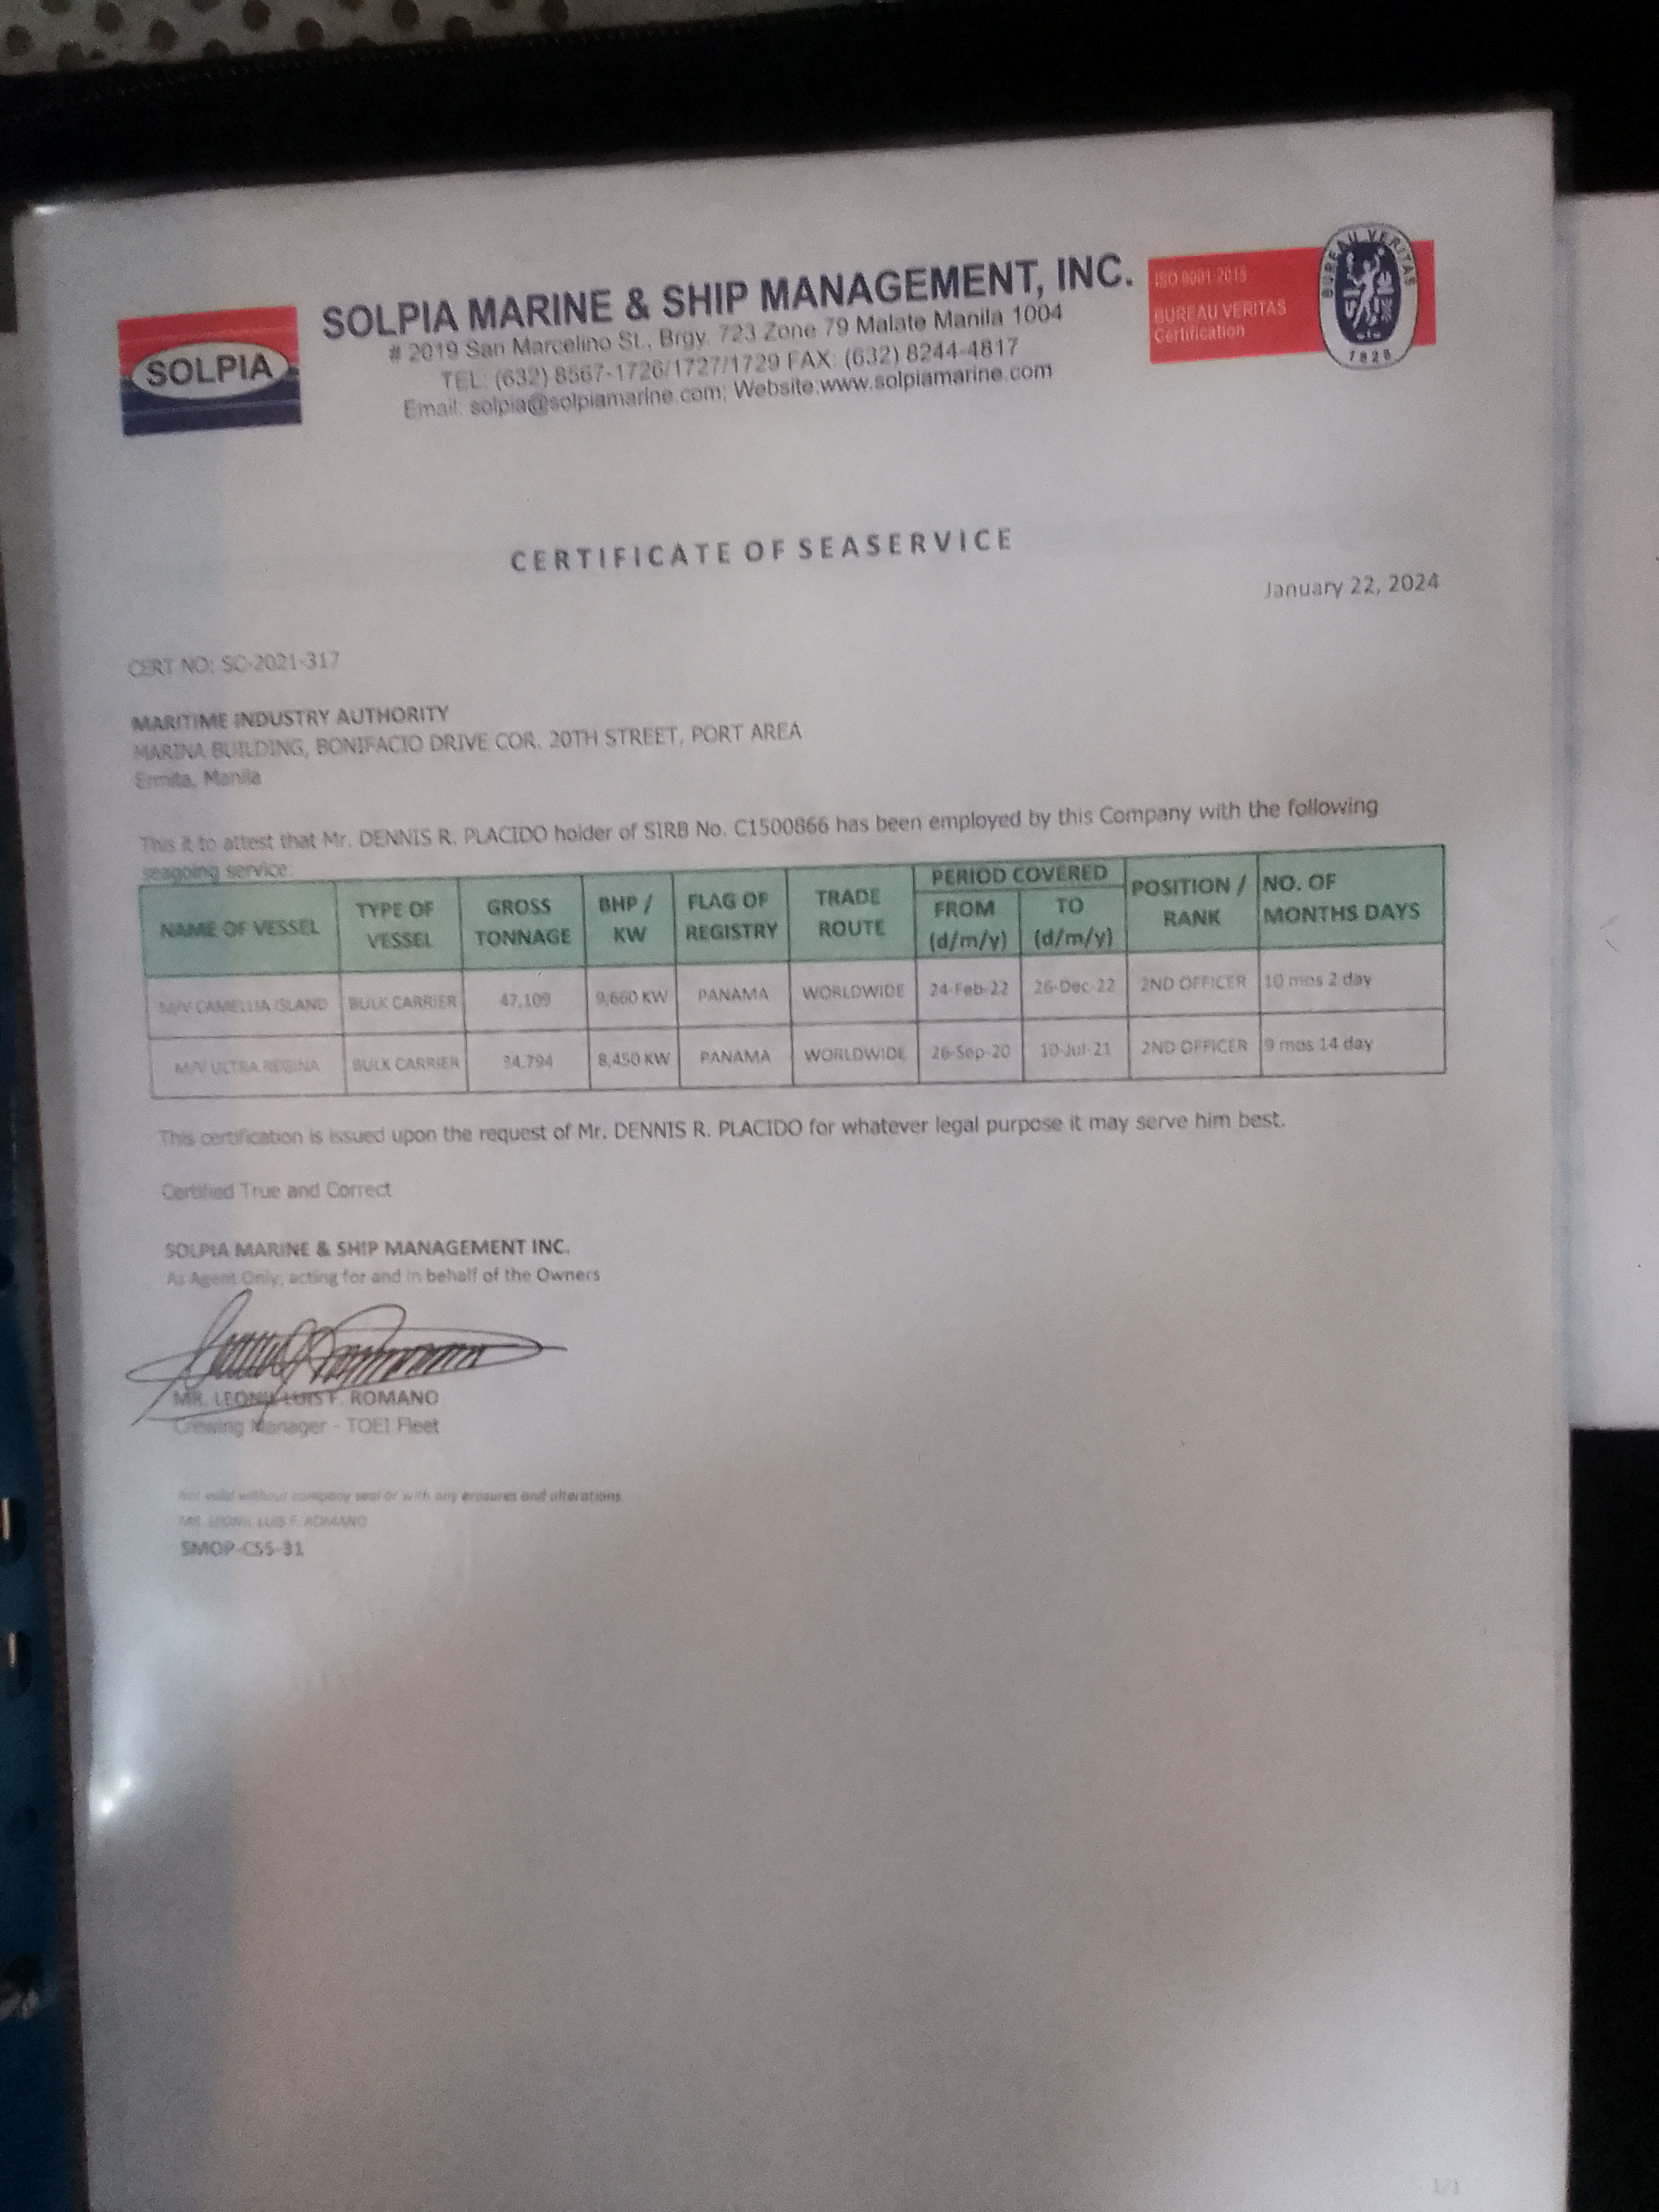 SOLPIA
SOLPIA MARINE & SHIP MANAGEMENT, INC.
# 2019 San Marcelino St., Brgy. 723 Zone 79 Malate Manila 1004
TEL: (632) 8567-1726/1727/1729 FAX: (632) 8244-4817
Email: solpia@solpiamarine.com; Website:www.solpiamarine.com
ISO 9001:2015
BUREAU VERITAS
Certification
BUREAU VERITAS
1828
CERTIFICATE OF SEASERVICE
January 22, 2024
CERT NO: SC-2021-317
MARITIME INDUSTRY AUTHORITY
MARINA BUILDING, BONIFACIO DRIVE COR. 20TH STREET, PORT AREA
Ermita, Manila
This it to attest that Mr. DENNIS R. PLACIDO holder of SIRB No. C1500866 has been employed by this Company with the following
seagoing service:
NAME OF VESSEL TYPE OF VESSEL GROSS TONNAGE BHP / KW FLAG OF REGISTRY TRADE ROUTE PERIOD COVERED FROM (d/m/y) TO (d/m/y) POSITION / RANK NO. OF MONTHS DAYS
M/V CAMELLIA ISLAND BULK CARRIER 47,109 9,660 KW PANAMA WORLDWIDE 24-Feb-22 26-Dec-22 2ND OFFICER 10 mos 2 day
M/V ULTRA REGINA BULK CARRIER 34,794 8,450 KW PANAMA WORLDWIDE 26-Sep-20 10-Jul-21 2ND OFFICER 9 mos 14 day
This certification is issued upon the request of Mr. DENNIS R. PLACIDO for whatever legal purpose it may serve him best.
Certified True and Correct
SOLPIA MARINE & SHIP MANAGEMENT INC.
As Agent Only, acting for and in behalf of the Owners
MR. LEONIL LUIS F. ROMANO
Crewing Manager - TOEI Fleet
Not valid without company seal or with any erasures and alterations
MR. LEONIL LUIS F. ROMANO
SMOP-CS5-31
1/1